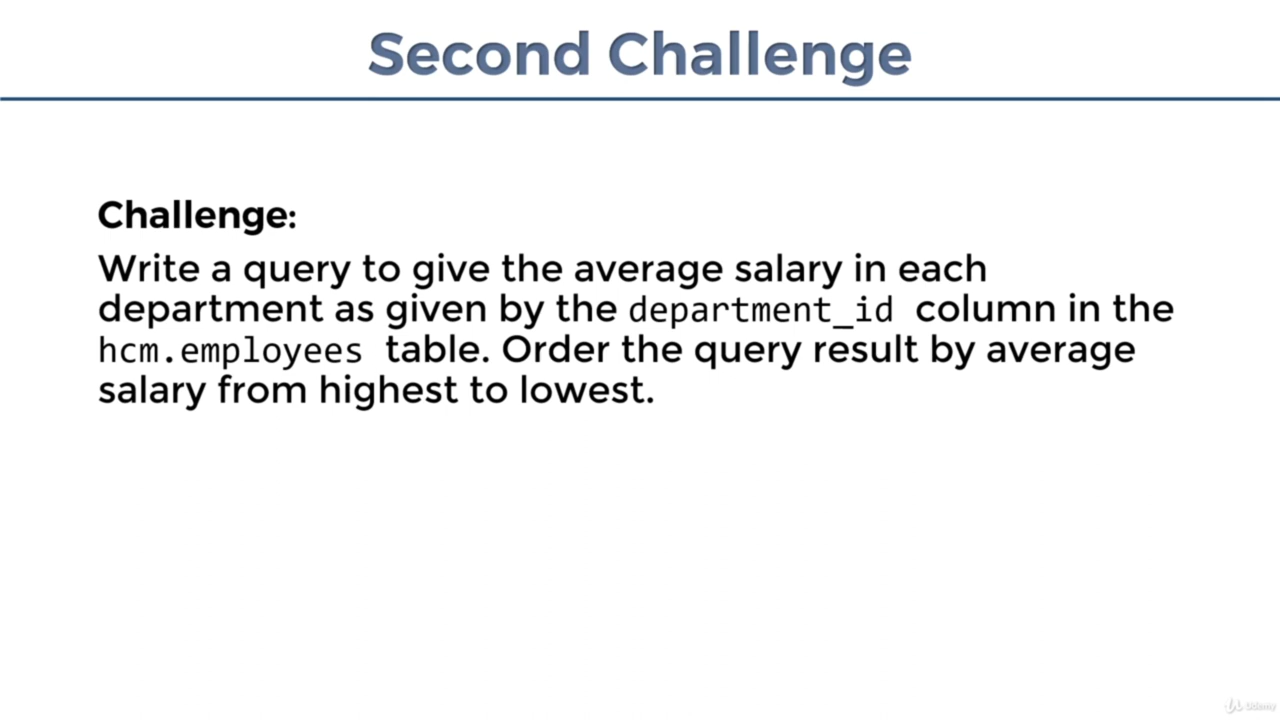 Second Challenge
Challenge:
Write a query to give the average salary in each
department as given by the department_id column in the
hcm.employees table. Order the query result by average
salary from highest to lowest.
Udemy